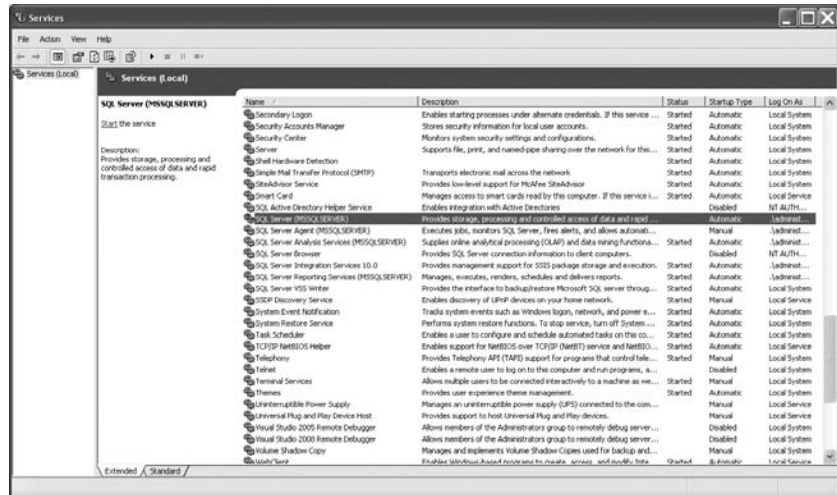 Services
File Action View Help
Services (Local)
Services (Local)
SQL Server (MSSQLSERVER)
Start the service
Description:
Provides storage, processing and
controlled access of data and rapid
transaction processing.
Name Description Status Startup Type Log On As
Secondary Logon Enables starting processes under alternate credentials. If this service ... Started Automatic Local System
Security Accounts Manager Stores security information for local user accounts. Started Automatic Local System
Security Center Monitors system security settings and configurations. Started Automatic Local System
Server Supports file, print, and named-pipe sharing over the network for this... Started Automatic Local System
Shell Hardware Detection Started Automatic Local System
Simple Mail Transfer Protocol (SMTP) Transports electronic mail across the network Started Automatic Local System
SiteAdvisor Service Provides low-level support for McAfee SiteAdvisor Started Automatic Local System
Smart Card Manages access to smart cards read by this computer. If this service i... Started Automatic Local Service
SQL Active Directory Helper Service Enables integration with Active Directories Disabled NT AUTH...
SQL Server (MSSQLSERVER) Provides storage, processing and controlled access of data and rapid ... Automatic .\administ...
SQL Server Agent (MSSQLSERVER) Executes jobs, monitors SQL Server, fires alerts, and allows automati... Manual .\administ...
SQL Server Analysis Services (MSSQLSERVER) Supplies online analytical processing (OLAP) and data mining functiona... Started Automatic .\administ...
SQL Server Browser Provides SQL Server connection information to client computers. Disabled NT AUTH...
SQL Server Integration Services 10.0 Provides management support for SSIS package storage and execution. Started Automatic .\administ...
SQL Server Reporting Services (MSSQLSERVER) Manages, executes, renders, schedules and delivers reports. Started Automatic .\administ...
SQL Server VSS Writer Provides the interface to backup/restore Microsoft SQL server throug... Started Automatic Local System
SSDP Discovery Service Enables discovery of UPnP devices on your home network. Started Manual Local Service
System Event Notification Tracks system events such as Windows logon, network, and power e... Started Automatic Local System
System Restore Service Performs system restore functions. To stop service, turn off System ... Started Automatic Local System
Task Scheduler Enables a user to configure and schedule automated tasks on this co... Started Automatic Local System
TCP/IP NetBIOS Helper Enables support for NetBIOS over TCP/IP (NetBT) service and NetBIO... Started Automatic Local Service
Telephony Provides Telephony API (TAPI) support for programs that control tele... Started Manual Local System
Telnet Enables a remote user to log on to this computer and run programs, a... Disabled Local System
Terminal Services Allows multiple users to be connected interactively to a machine as we... Started Manual Local System
Themes Provides user experience theme management. Started Automatic Local System
Uninterruptible Power Supply Manages an uninterruptible power supply (UPS) connected to the com... Manual Local Service
Universal Plug and Play Device Host Provides support to host Universal Plug and Play devices. Manual Local Service
Visual Studio 2005 Remote Debugger Allows members of the Administrators group to remotely debug server... Disabled Local System
Visual Studio 2008 Remote Debugger Allows members of the Administrators group to remotely debug server... Disabled Local System
Volume Shadow Copy Manages and implements Volume Shadow Copies used for backup and... Manual Local System
WebClient Enables Windows-based programs to create, access, and modify Inte... Started Automatic Local Service
Extended Standard